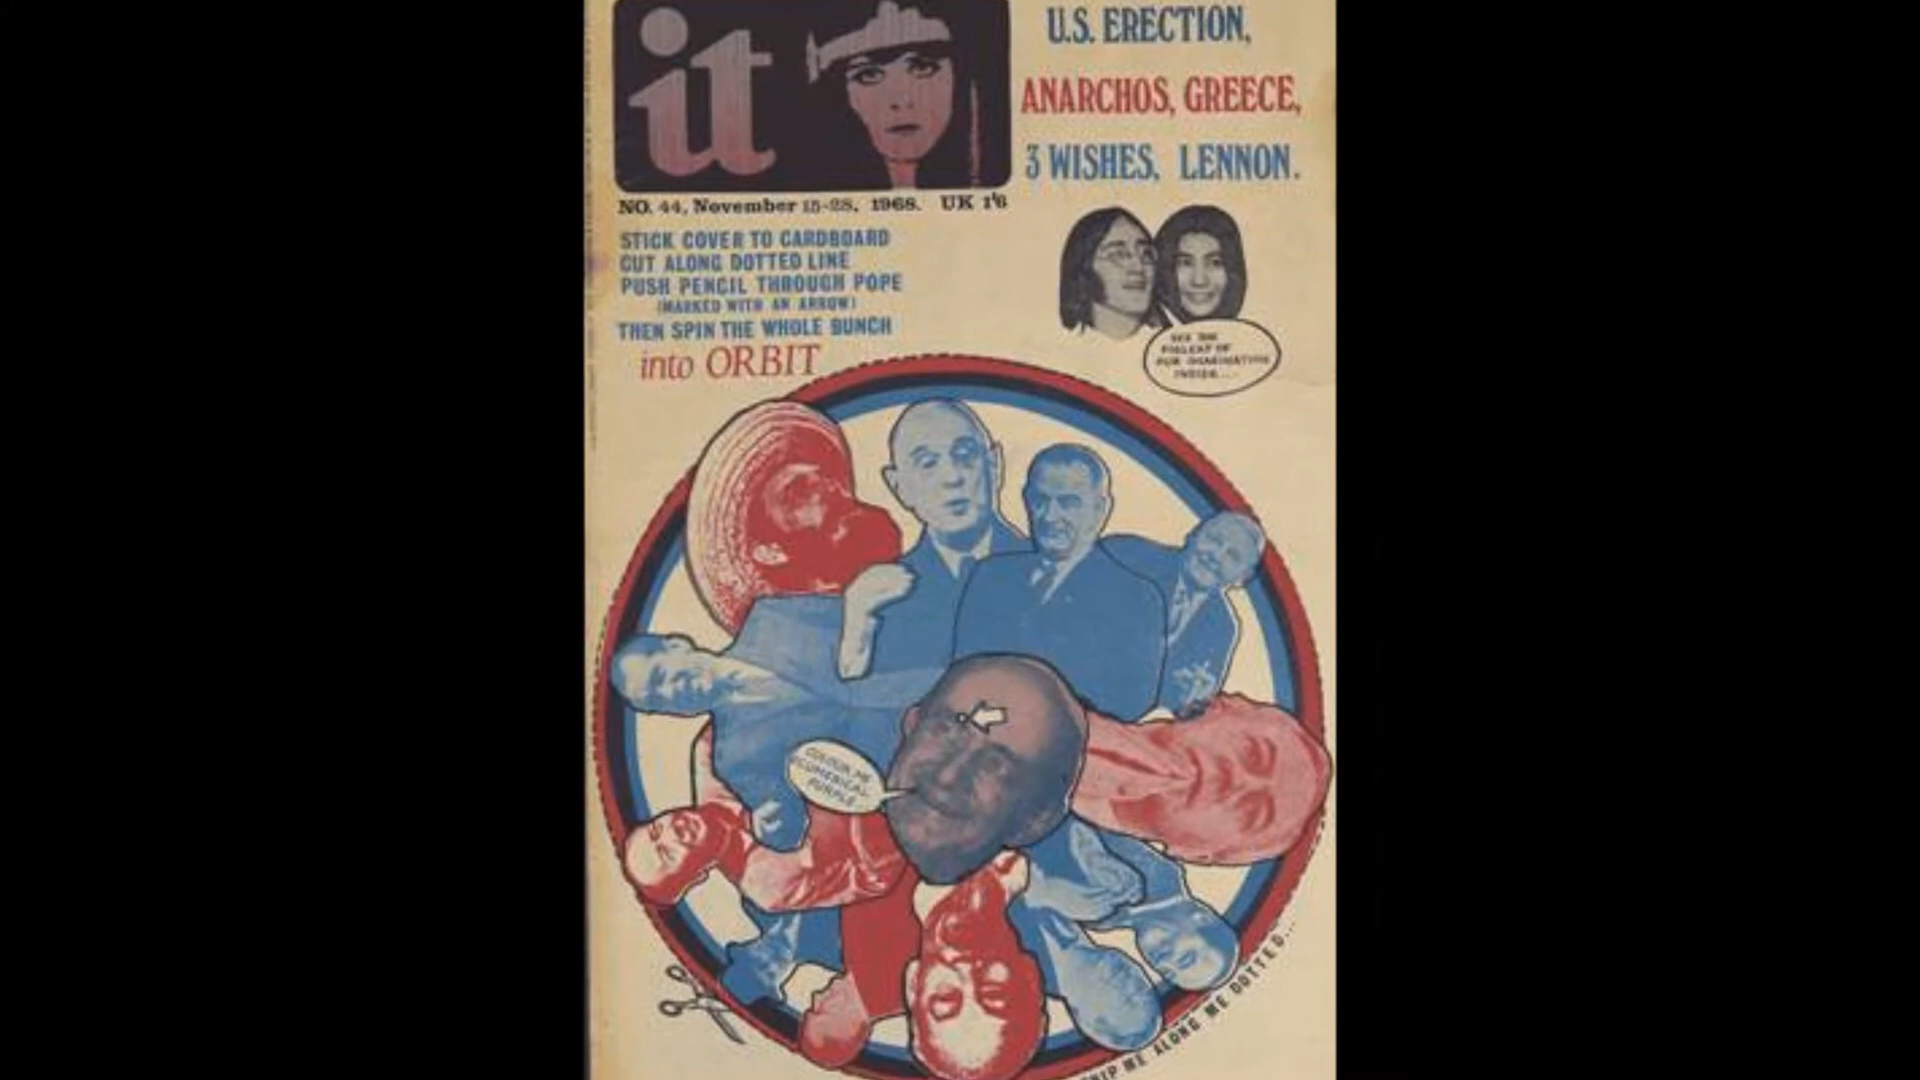 it
U.S. ERECTION,
ANARCHOS, GREECE,
3 WISHES, LENNON.
NO. 44, November 15-28, 1968. UK 1'6
STICK COVER TO CARDBOARD
CUT ALONG DOTTED LINE
PUSH PENCIL THROUGH POPE
(MARKED WITH AN ARROW)
THEN SPIN THE WHOLE BUNCH
into ORBIT
INSIDE....
COLOUR ME
ECUMENICAL
PURPLE
ME ALONG ME DOTTED...